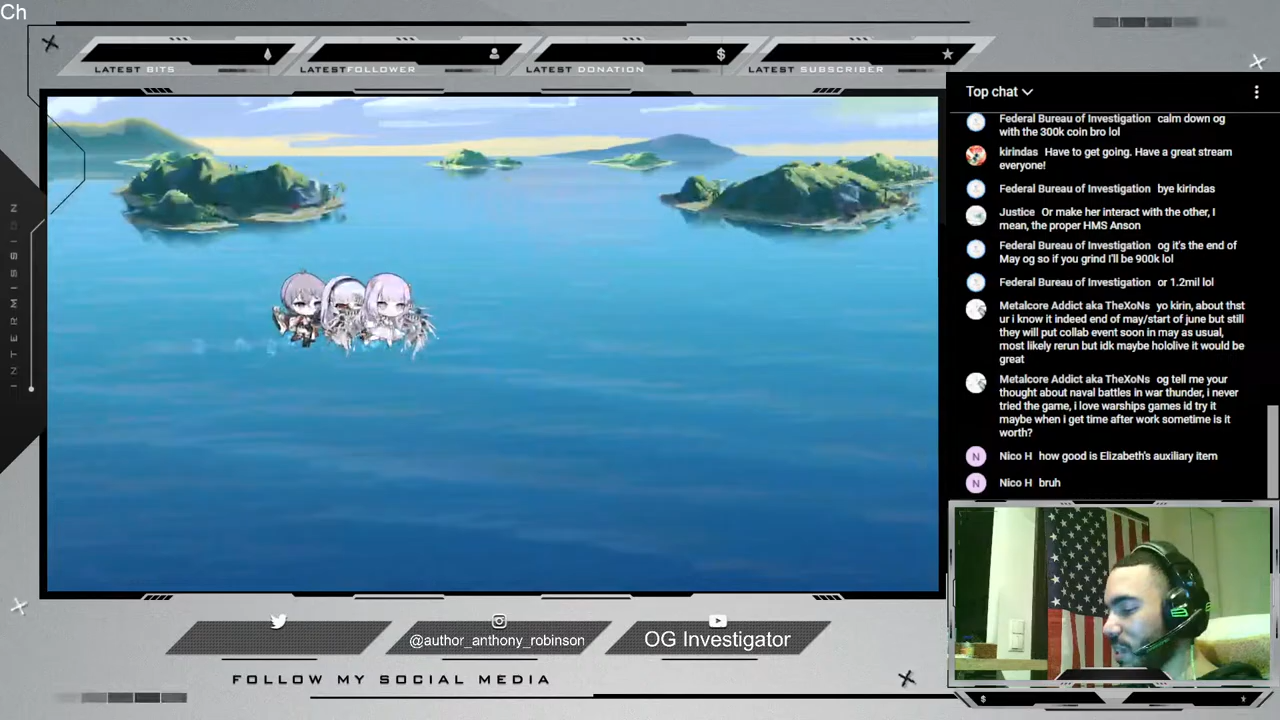 Ch
LATEST BITS
LATEST FOLLOWER
LATEST DONATION
LATEST SUBSCRIBER
INTERMISSION
Top chat
Federal Bureau of Investigation calm down og
with the 300k coin bro lol
kirindas Have to get going. Have a great stream
everyone!
Federal Bureau of Investigation bye kirindas
Justice Or make her interact with the other, I
mean, the proper HMS Anson
Federal Bureau of Investigation og it's the end of
May og so if you grind I'll be 900k lol
Federal Bureau of Investigation or 1.2mil lol
Metalcore Addict aka TheXoNs yo kirin, about thst
ur i know it indeed end of may/start of june but still
they will put collab event soon in may as usual,
most likely rerun but idk maybe hololive it would be
great
Metalcore Addict aka TheXoNs og tell me your
thought about naval battles in war thunder, i never
tried the game, i love warships games id try it
maybe when i get time after work sometime is it
worth?
N Nico H how good is Elizabeth's auxiliary item
N Nico H bruh
@author_anthony_robinson
OG Investigator
FOLLOW MY SOCIAL MEDIA